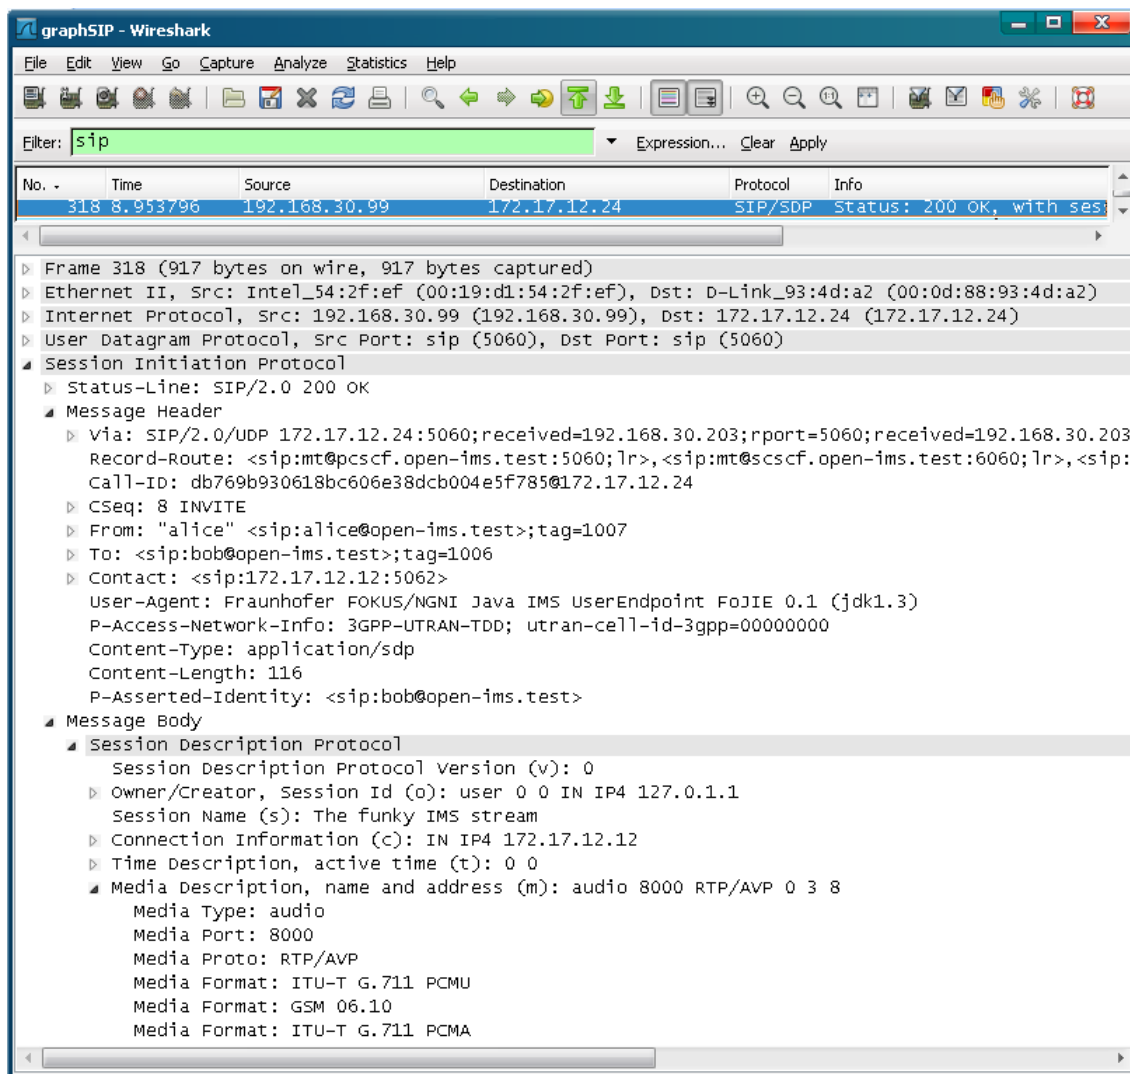 graphSIP - Wireshark
File Edit View Go Capture Analyze Statistics Help
Filter: sip Expression... Clear Apply
No. Time Source Destination Protocol Info
318 8.953796 192.168.30.99 172.17.12.24 SIP/SDP Status: 200 OK, with ses
Frame 318 (917 bytes on wire, 917 bytes captured)
Ethernet II, Src: Intel_54:2f:ef (00:19:d1:54:2f:ef), Dst: D-Link_93:4d:a2 (00:0d:88:93:4d:a2)
Internet Protocol, Src: 192.168.30.99 (192.168.30.99), Dst: 172.17.12.24 (172.17.12.24)
User Datagram Protocol, Src Port: sip (5060), Dst Port: sip (5060)
Session Initiation Protocol
Status-Line: SIP/2.0 200 OK
Message Header
Via: SIP/2.0/UDP 172.17.12.24:5060;received=192.168.30.203;rport=5060;received=192.168.30.203
Record-Route: <sip:mt@pcscf.open-ims.test:5060;lr>,<sip:mt@scscf.open-ims.test:6060;lr>,<sip:
Call-ID: db769b930618bc606e38dcb004e5f785@172.17.12.24
CSeq: 8 INVITE
From: "alice" <sip:alice@open-ims.test>;tag=1007
To: <sip:bob@open-ims.test>;tag=1006
Contact: <sip:172.17.12.12:5062>
User-Agent: Fraunhofer FOKUS/NGNI Java IMS UserEndpoint FoJIE 0.1 (jdk1.3)
P-Access-Network-Info: 3GPP-UTRAN-TDD; utran-cell-id-3gpp=00000000
Content-Type: application/sdp
Content-Length: 116
P-Asserted-Identity: <sip:bob@open-ims.test>
Message Body
Session Description Protocol
Session Description Protocol Version (v): 0
Owner/Creator, Session Id (o): user 0 0 IN IP4 127.0.1.1
Session Name (s): The funky IMS stream
Connection Information (c): IN IP4 172.17.12.12
Time Description, active time (t): 0 0
Media Description, name and address (m): audio 8000 RTP/AVP 0 3 8
Media Type: audio
Media Port: 8000
Media Proto: RTP/AVP
Media Format: ITU-T G.711 PCMU
Media Format: GSM 06.10
Media Format: ITU-T G.711 PCMA